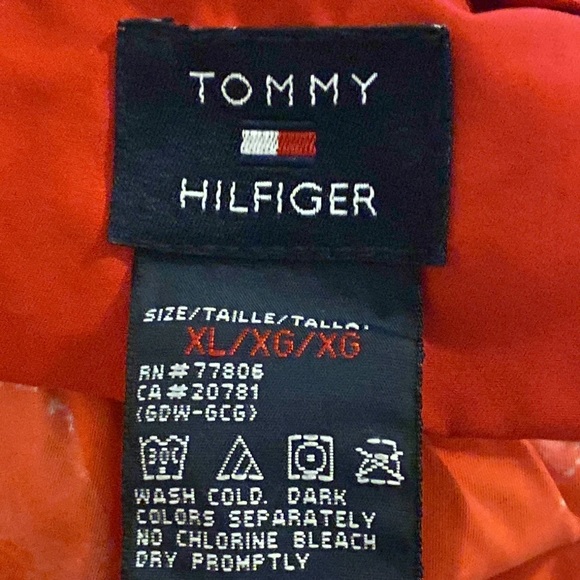 TOMMY
HILFIGER
SIZE/TAILLE/TALLA:
XL/XG/XG
RN#77806
CA#20781
(GDW-GCG)
30C
WASH COLD. DARK
COLORS SEPARATELY
NO CHLORINE BLEACH
DRY PROMPTLY